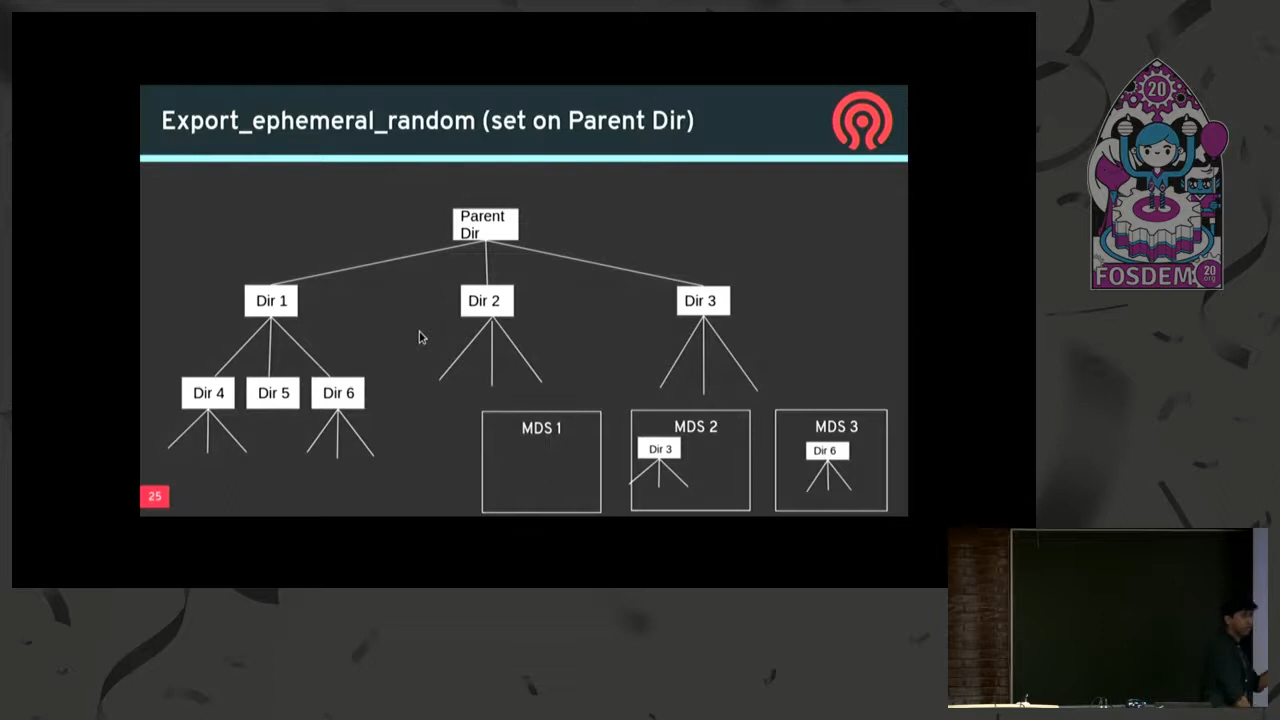 Export_ephemeral_random (set on Parent Dir)
Parent
Dir
Dir 1
Dir 2
Dir 3
Dir 4
Dir 5
Dir 6
MDS 1
MDS 2
Dir 3
MDS 3
Dir 6
25
20
FOSDEM
20
org